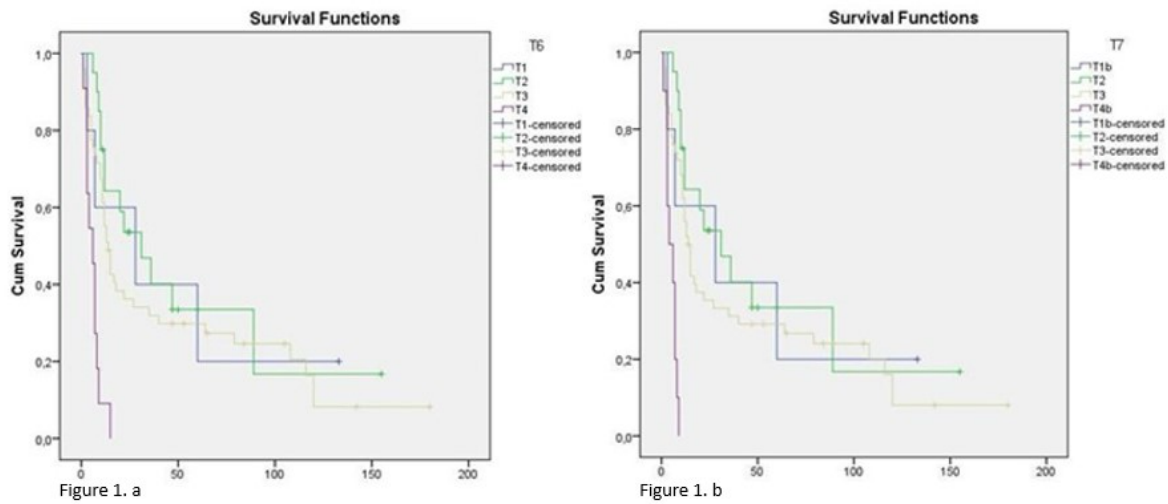 Survival Functions
T6
T1
T2
T3
T4
T1-censored
T2-censored
T3-censored
T4-censored
Cum Survival
1,0
0,8
0,6
0,4
0,2
0,0
0 50 100 150 200
Figure 1. a
Survival Functions
T7
T1b
T2
T3
T4b
T1b-censored
T2-censored
T3-censored
T4b-censored
Cum Survival
1,0
0,8
0,6
0,4
0,2
0,0
0 50 100 150 200
Figure 1. b